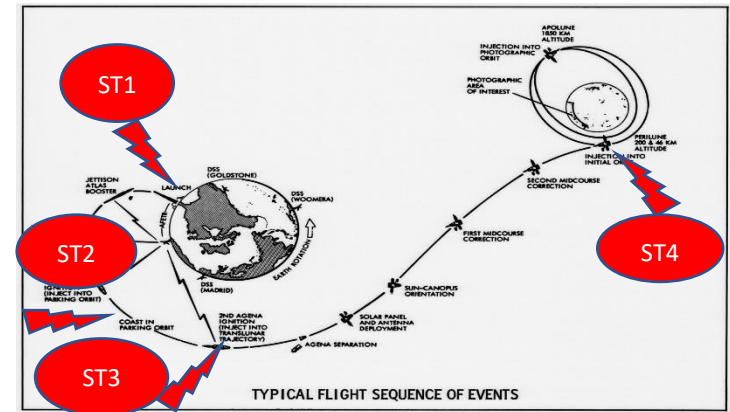 APOLUNE
1850 KM
ALTITUDE
INJECTION INTO
PHOTOGRAPHIC
ORBIT
PHOTOGRAPHIC
AREA
OF INTEREST
PERILUNE
200 & 46 KM
ALTITUDE
INJECTION INTO
INITIAL
SECOND MIDCOURSE
CORRECTION
FIRST MIDCOURSE
CORRECTION
SUN-CANOPUS
ORIENTATION
SOLAR PANEL
AND ANTENNA
DEPLOYMENT
AGENA SEPARATION
ST1
JETTISON
ATLAS
BOOSTER
LAUNCH
DSS
(GOLDSTONE)
DSS
(WOOMERA)
EARTH ROTATION
DSS
(MADRID)
ST2
(INJECT INTO
PARKING ORBIT)
COAST IN
PARKING ORBIT
2ND AGENA
IGNITION
(INJECT INTO
TRANSLUNAR
TRAJECTORY)
ST3
ST4
TYPICAL FLIGHT SEQUENCE OF EVENTS